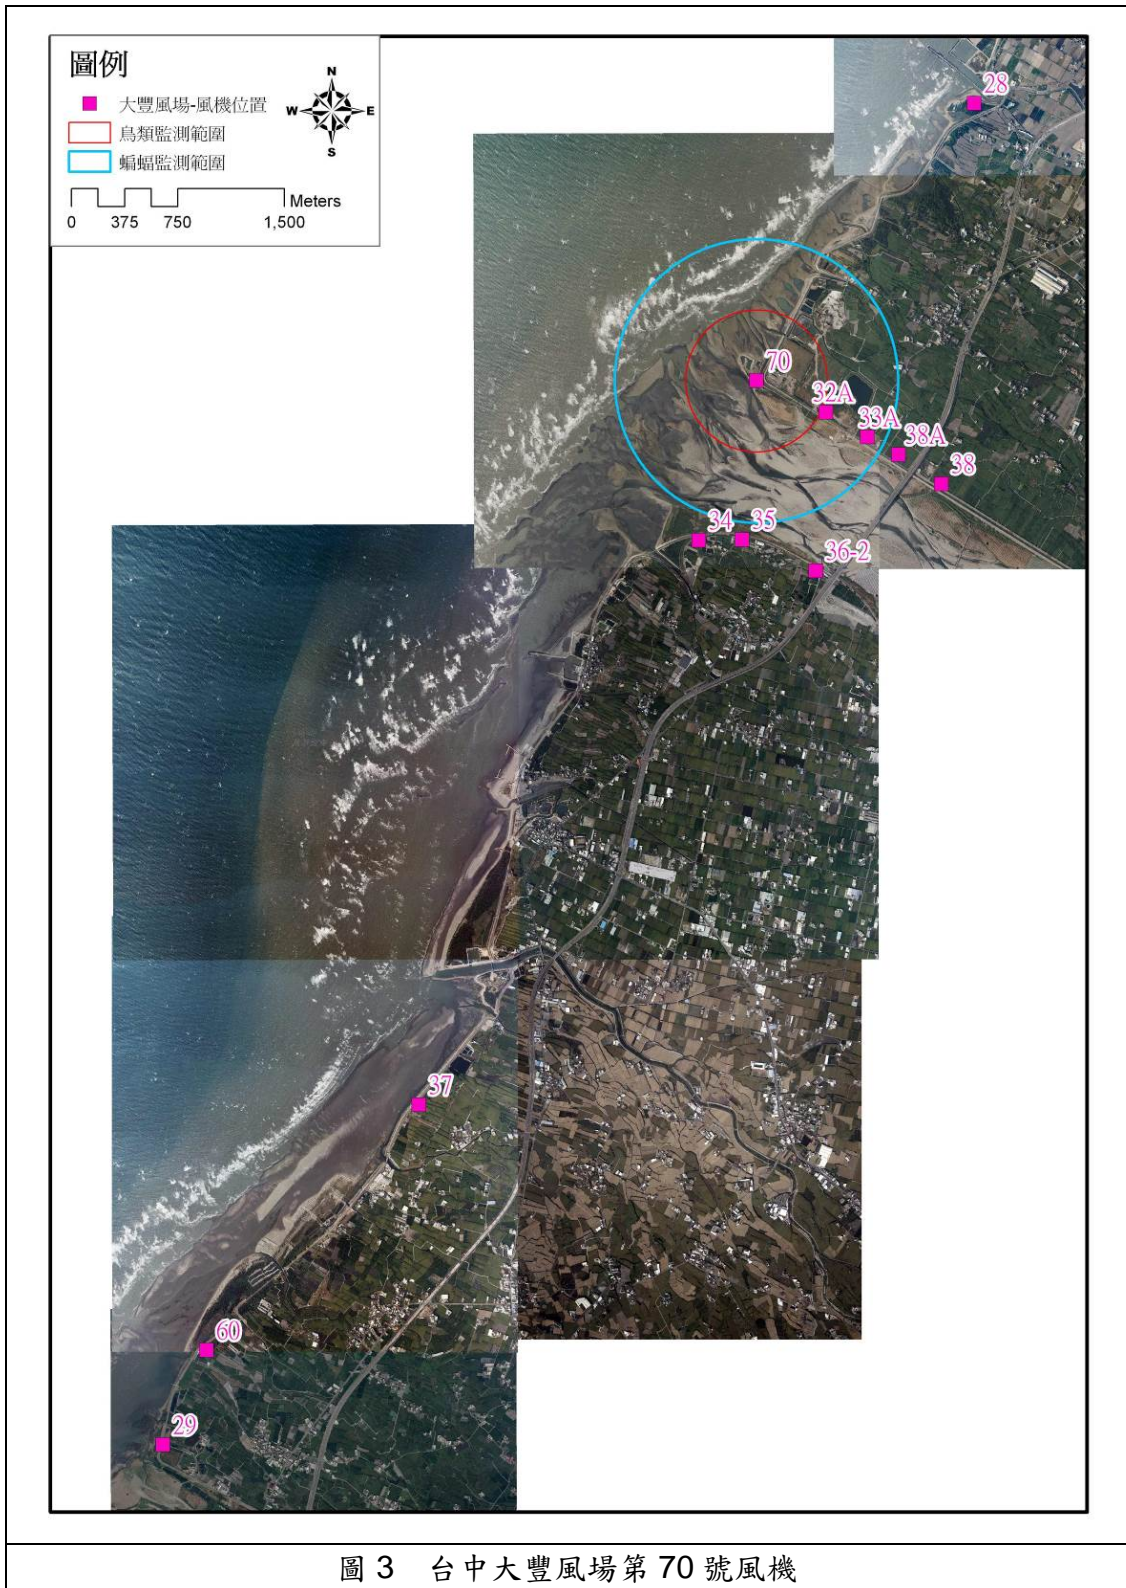 圖例
N
W E
S
大豐風場-風機位置
鳥類監測範圍
蝙蝠監測範圍
Meters
0 375 750 1,500
28
70
32A
33A
38A
38
34
35
36-2
37
60
29
圖 3 台中大豐風場第 70 號風機